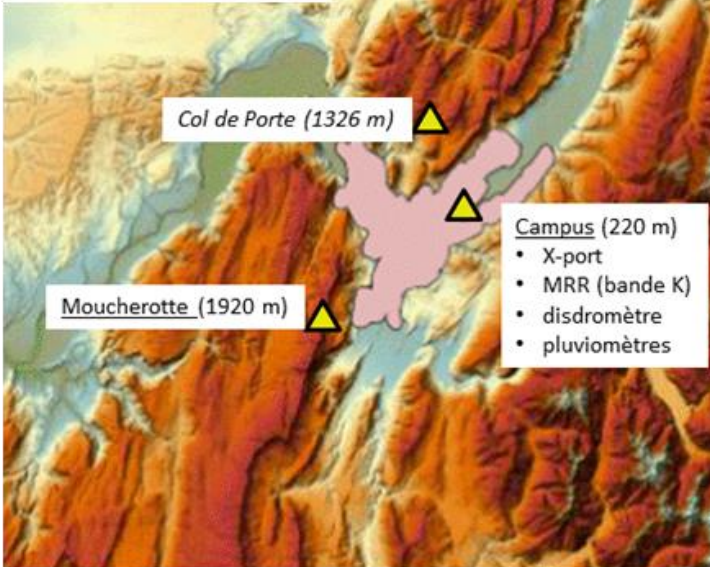 Col de Porte (1326 m)
Campus (220 m)
• X-port
• MRR (bande K)
• disdromètre
• pluviomètres
Moucherotte (1920 m)